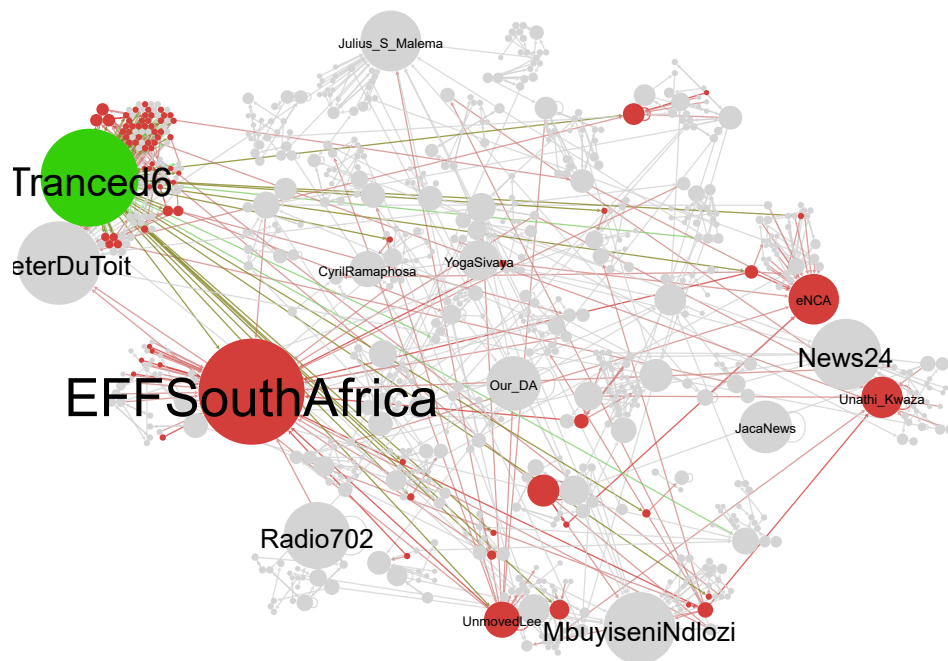 Julius_S_Malema
Tranced6
eterDuToit
CyrilRamaphosa
YogaSivaya
eNCA
News24
EFFSouthAfrica
Our_DA
Unathi_Kwaza
JacaNews
Radio702
UnmovedLee
MbuyiseniNdlozi